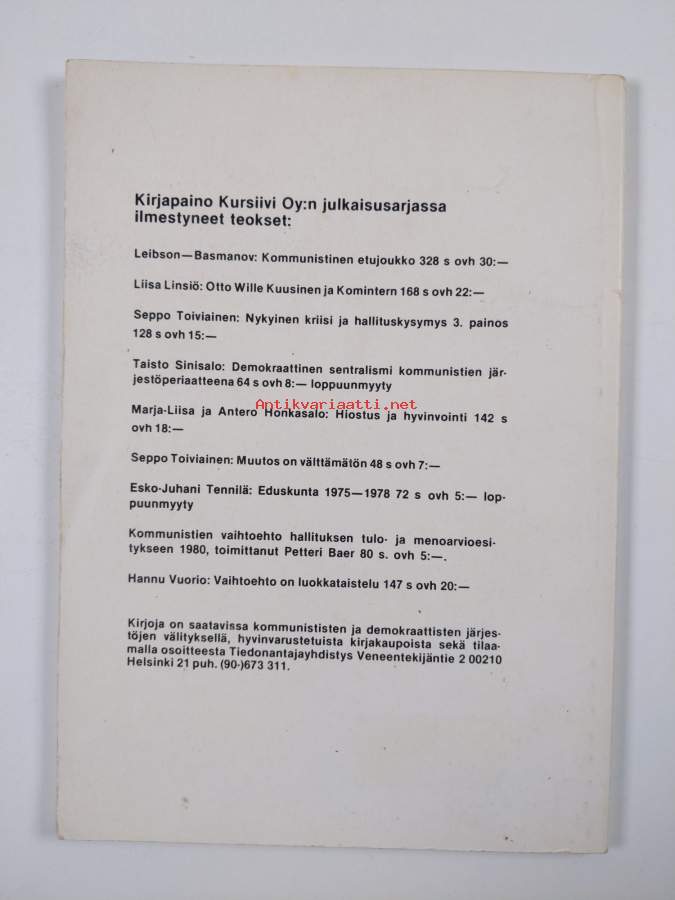 Kirjapaino Kursiivi Oy:n julkaisusarjassa
ilmestyneet teokset:
Leibson—Basmanov: Kommunistinen etujoukko 328 s ovh 30:—
Liisa Linsiö: Otto Wille Kuusinen ja Komintern 168 s ovh 22:—
Seppo Toiviainen: Nykyinen kriisi ja hallituskysymys 3. painos
128 s ovh 15:—
Taisto Sinisalo: Demokraattinen sentralismi kommunistien jär-
jestöperiaatteena 64 s ovh 8:— loppuunmyyty
Antikvariaatti.net
Marja-Liisa ja Antero Honkasalo: Hiostus ja hyvinvointi 142 s
ovh 18:—
Seppo Toiviainen: Muutos on välttämätön 48 s ovh 7:—
Esko-Juhani Tennilä: Eduskunta 1975—1978 72 s ovh 5:— lop-
puunmyyty
Kommunistien vaihtoehto hallituksen tulo- ja menoarvioesi-
tykseen 1980, toimittanut Petteri Baer 80 s. ovh 5:—.
Hannu Vuorio: Vaihtoehto on luokkataistelu 147 s ovh 20:—
Kirjoja on saatavissa kommunististen ja demokraattisten järjes-
töjen välityksellä, hyvinvarustetuista kirjakaupoista sekä tilaa-
malla osoitteesta Tiedonantajayhdistys Veneentekijäntie 2 00210
Helsinki 21 puh. (90-)673 311.